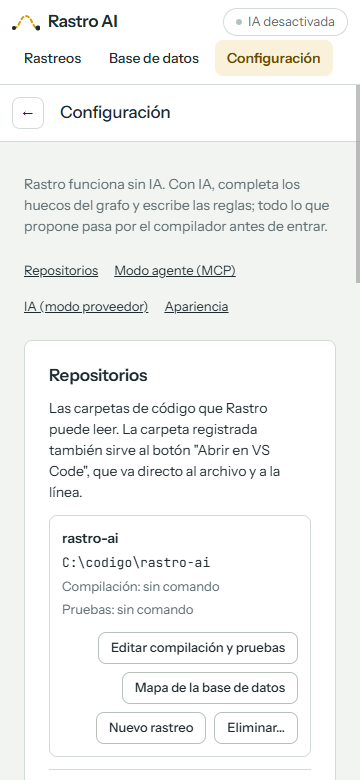 Rastro AI
IA desactivada
Rastreos
Base de datos
Configuración
← Configuración
Rastro funciona sin IA. Con IA, completa los
huecos del grafo y escribe las reglas; todo lo que
propone pasa por el compilador antes de entrar.
Repositorios
Modo agente (MCP)
IA (modo proveedor)
Apariencia
Repositorios
Las carpetas de código que Rastro
puede leer. La carpeta registrada
también sirve al botón "Abrir en VS
Code", que va directo al archivo y a la
línea.
rastro-ai
C:\codigo\rastro-ai
Compilación: sin comando
Pruebas: sin comando
Editar compilación y pruebas
Mapa de la base de datos
Nuevo rastreo
Eliminar...